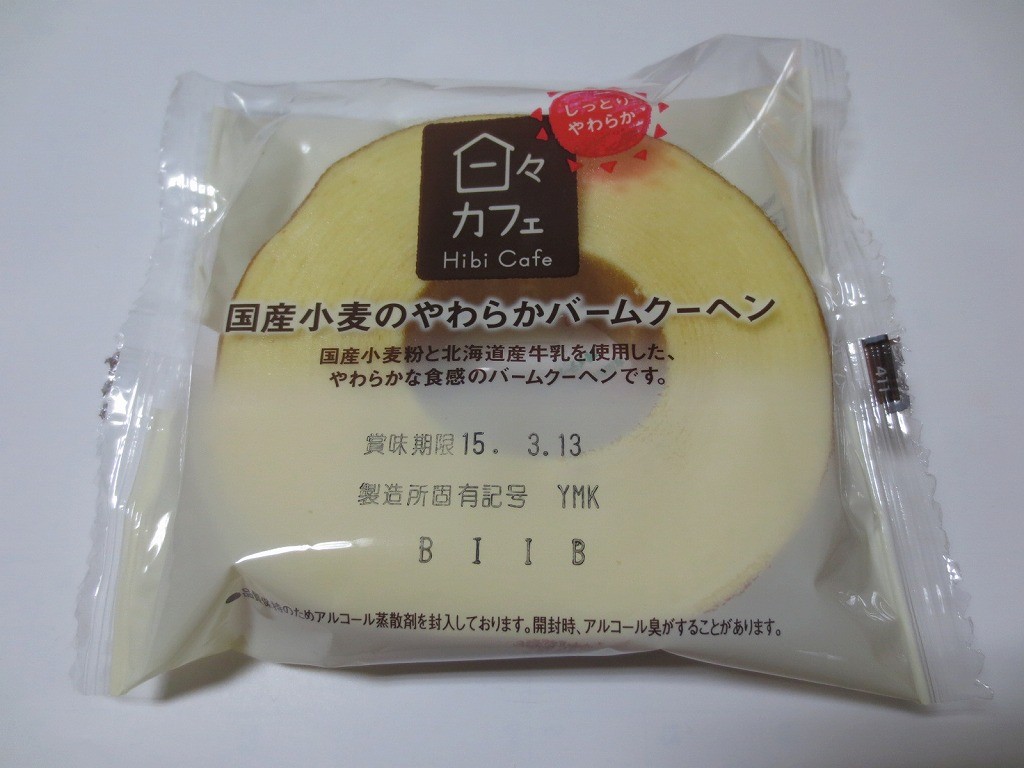 しっとり
やわらか
日々
カフェ
Hibi Cafe
国産小麦のやわらかバームクーヘン
国産小麦粉と北海道産牛乳を使用した、
やわらかな食感のバームクーヘンです。
賞味期限 15. 3.13
製造所固有記号 YMK
B I I B
のためアルコール蒸散剤を封入しております。開封時、アルコール臭がすることがあります。